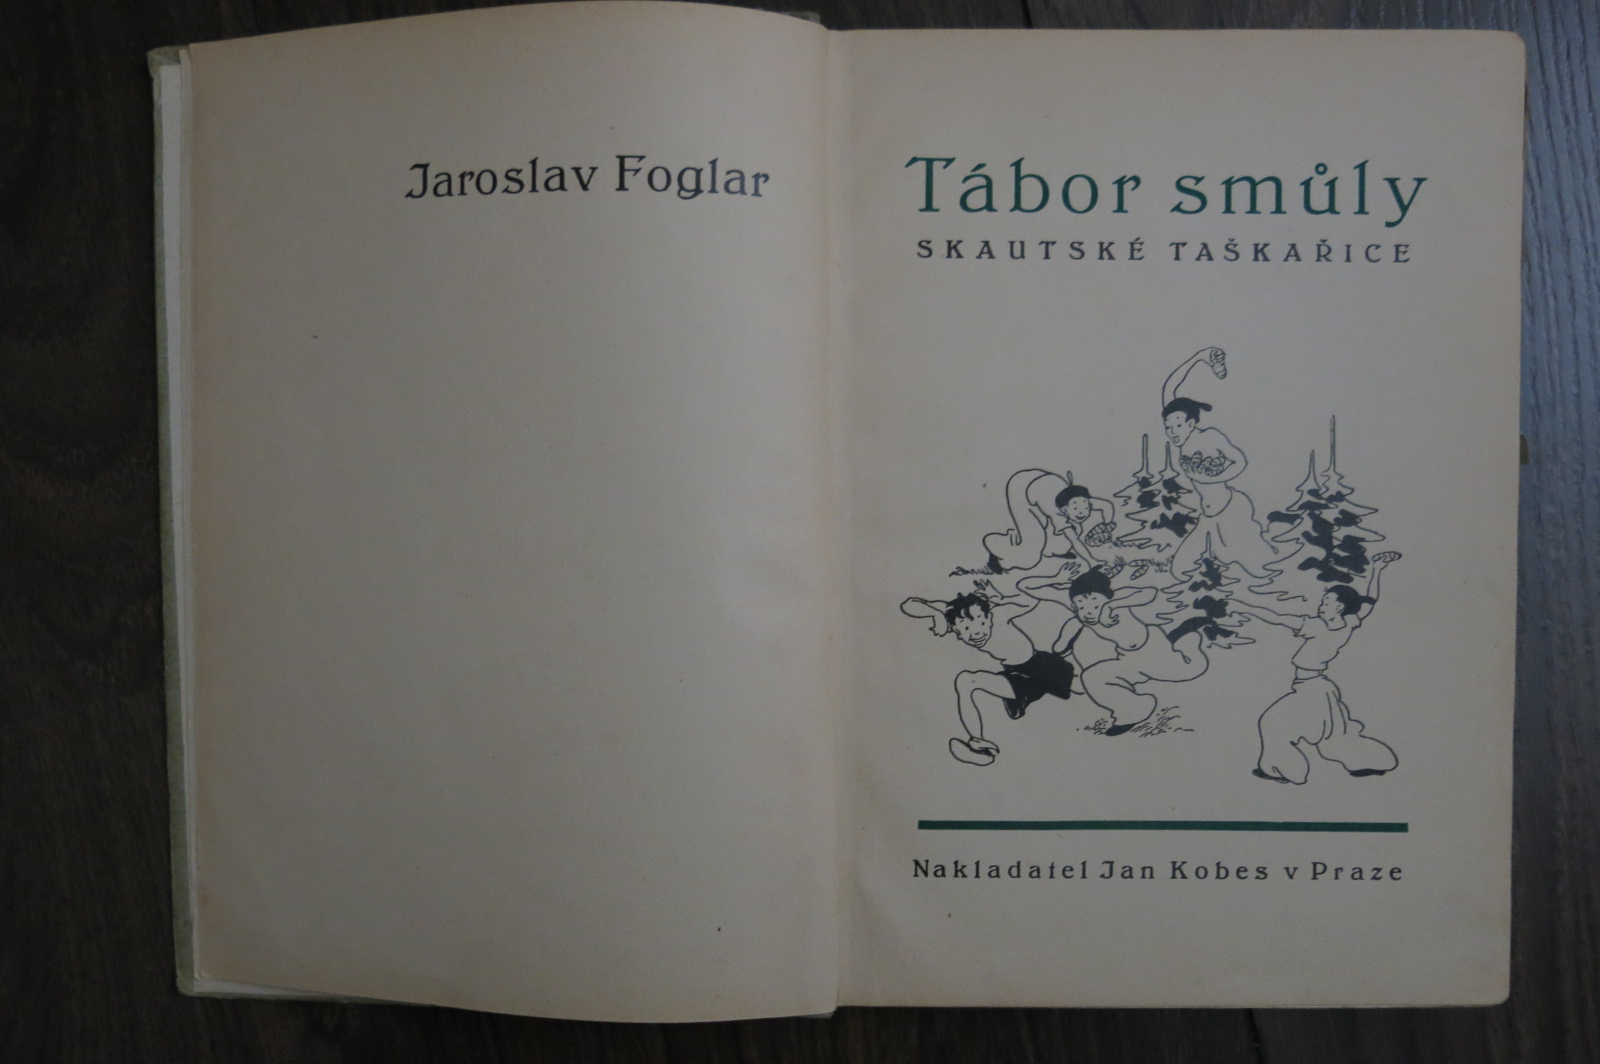 Jaroslav Foglar
Tábor smůly
SKAUTSKÉ TAŠKAŘICE
Nakladatel Jan Kobes v Praze